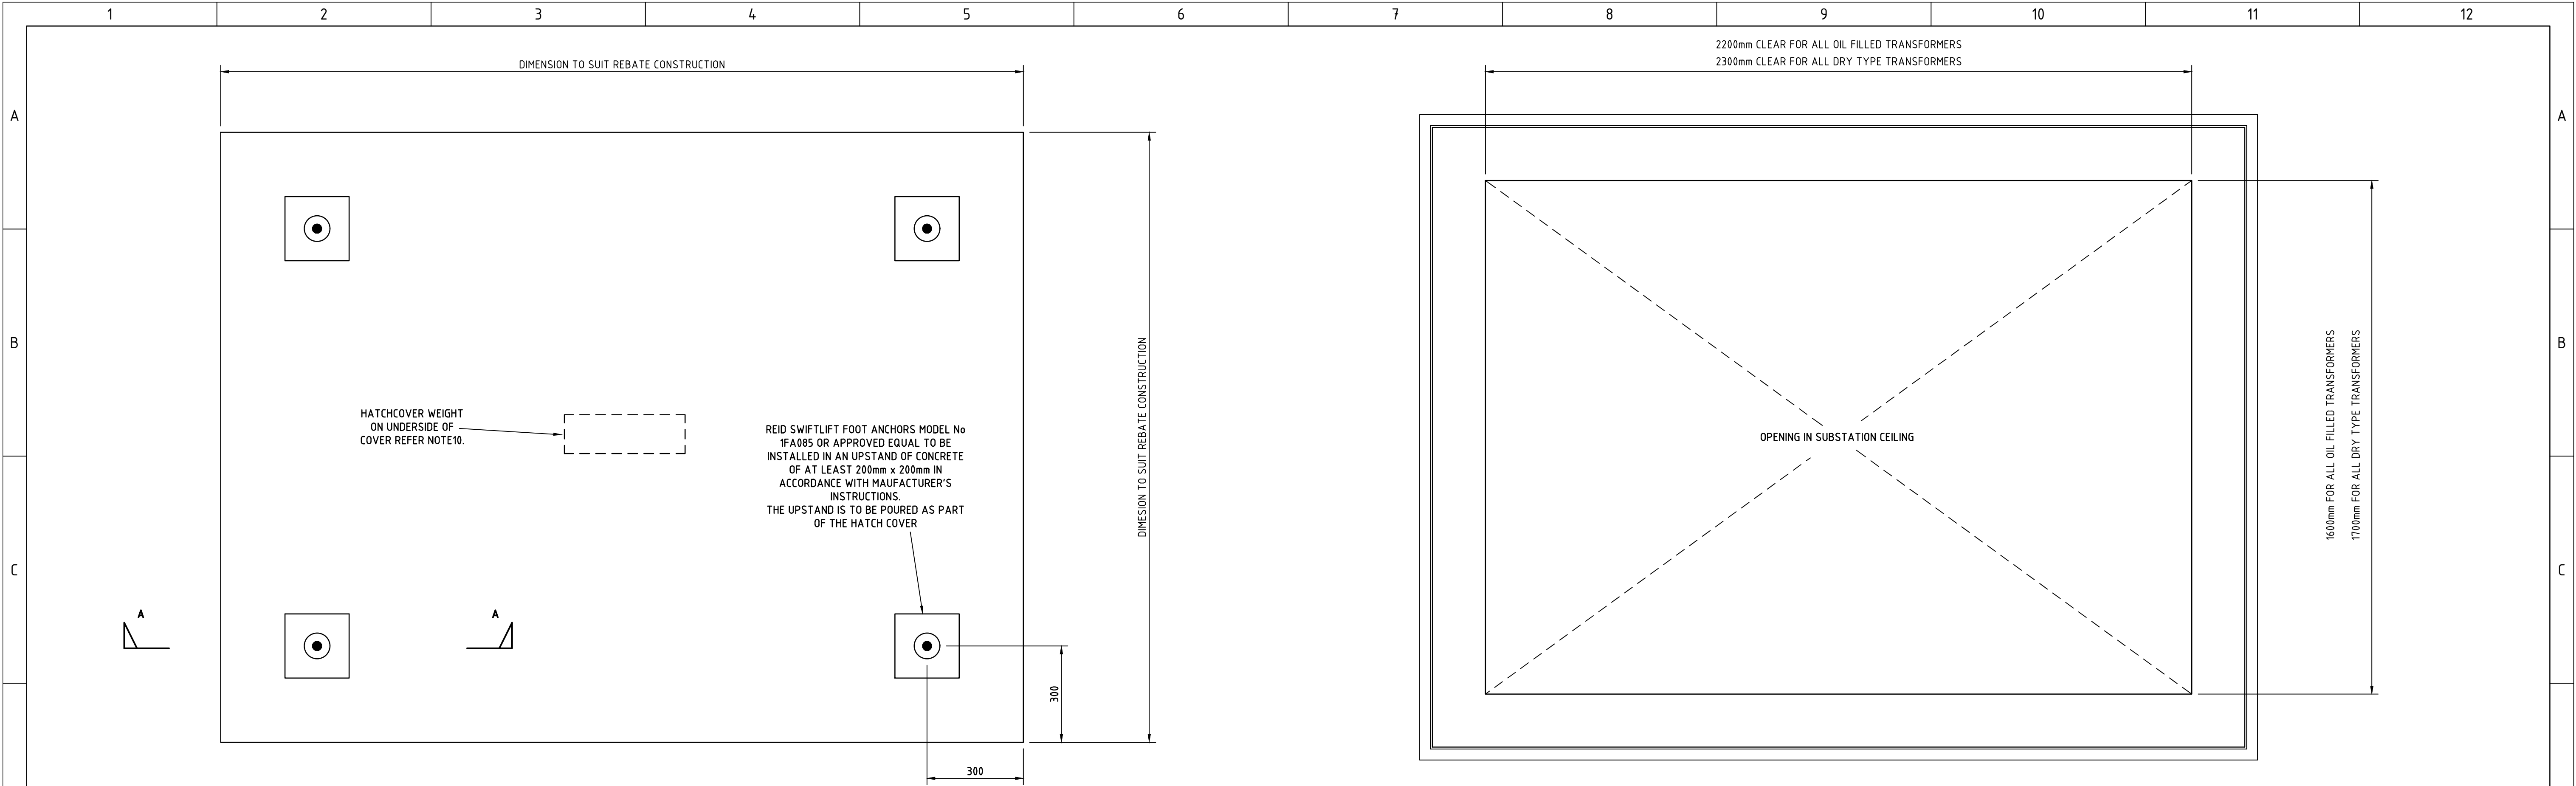 1 2 3 4 5 6 7 8 9 10 11 12
A
B
C
DIMENSION TO SUIT REBATE CONSTRUCTION
HATCHCOVER WEIGHT
ON UNDERSIDE OF
COVER REFER NOTE10.
REID SWIFTLIFT FOOT ANCHORS MODEL No
1FA085 OR APPROVED EQUAL TO BE
INSTALLED IN AN UPSTAND OF CONCRETE
OF AT LEAST 200mm x 200mm IN
ACCORDANCE WITH MAUFACTURER'S
INSTRUCTIONS.
THE UPSTAND IS TO BE POURED AS PART
OF THE HATCH COVER
DIMESION TO SUIT REBATE CONSTRUCTION
A
A
300
300
2200mm CLEAR FOR ALL OIL FILLED TRANSFORMERS
2300mm CLEAR FOR ALL DRY TYPE TRANSFORMERS
OPENING IN SUBSTATION CEILING
1600mm FOR ALL OIL FILLED TRANSFORMERS
1700mm FOR ALL DRY TYPE TRANSFORMERS
A
B
C